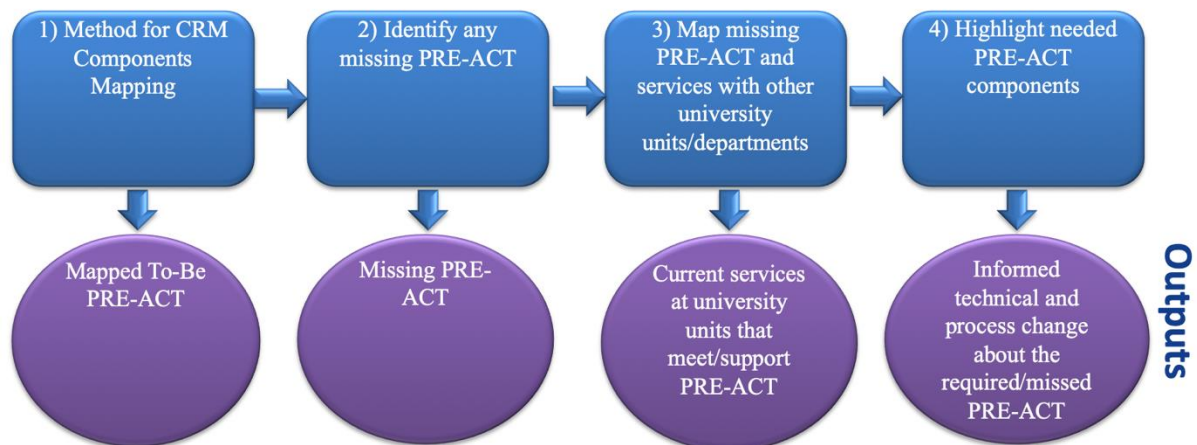 1) Method for CRM
Components
Mapping
2) Identify any
missing PRE-ACT
3) Map missing
PRE-ACT and
services with other
university
units/departments
4) Highlight needed
PRE-ACT
components
Mapped To-Be
PRE-ACT
Missing PRE-
ACT
Current services
at university
units that
meet/support
PRE-ACT
Informed
technical and
process change
about the
required/missed
PRE-ACT
Outputs